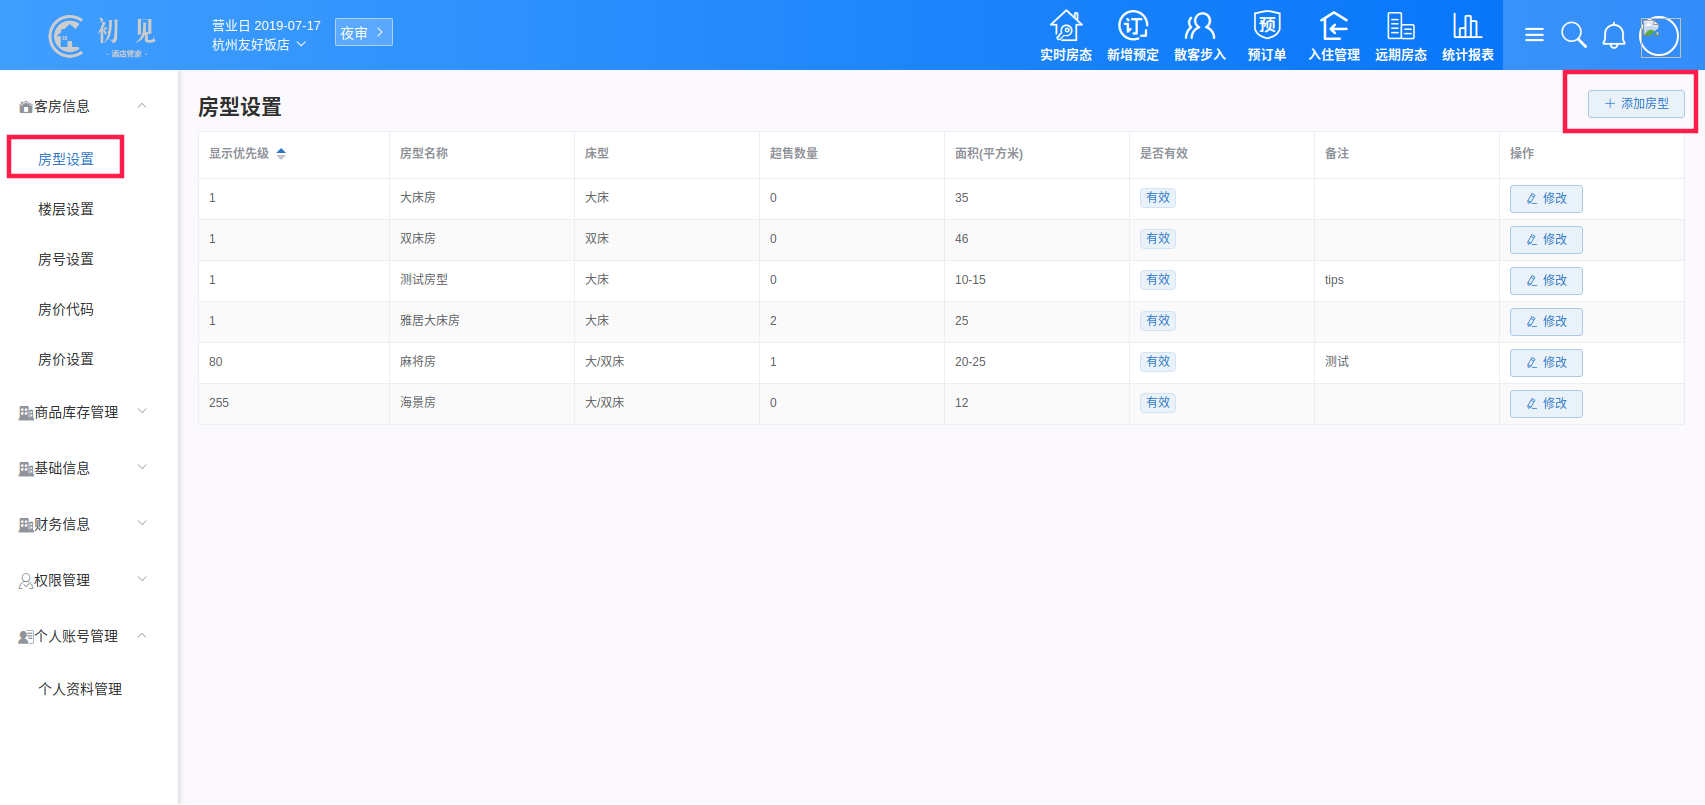 初 见
- 酒店管家 -
营业日 2019-07-17
杭州友好饭店
夜审
订
预
实时房态 新增预定 散客步入 预订单 入住管理 远期房态 统计报表
客房信息
房型设置
楼层设置
房号设置
房价代码
房价设置
商品库存管理
基础信息
财务信息
权限管理
个人账号管理
个人资料管理
房型设置
添加房型
显示优先级 房型名称 床型 超售数量 面积(平方米) 是否有效 备注 操作
1 大床房 大床 0 35 有效 修改
1 双床房 双床 0 46 有效 修改
1 测试房型 大床 0 10-15 有效 tips 修改
1 雅居大床房 大床 2 25 有效 修改
80 麻将房 大/双床 1 20-25 有效 测试 修改
255 海景房 大/双床 0 12 有效 修改